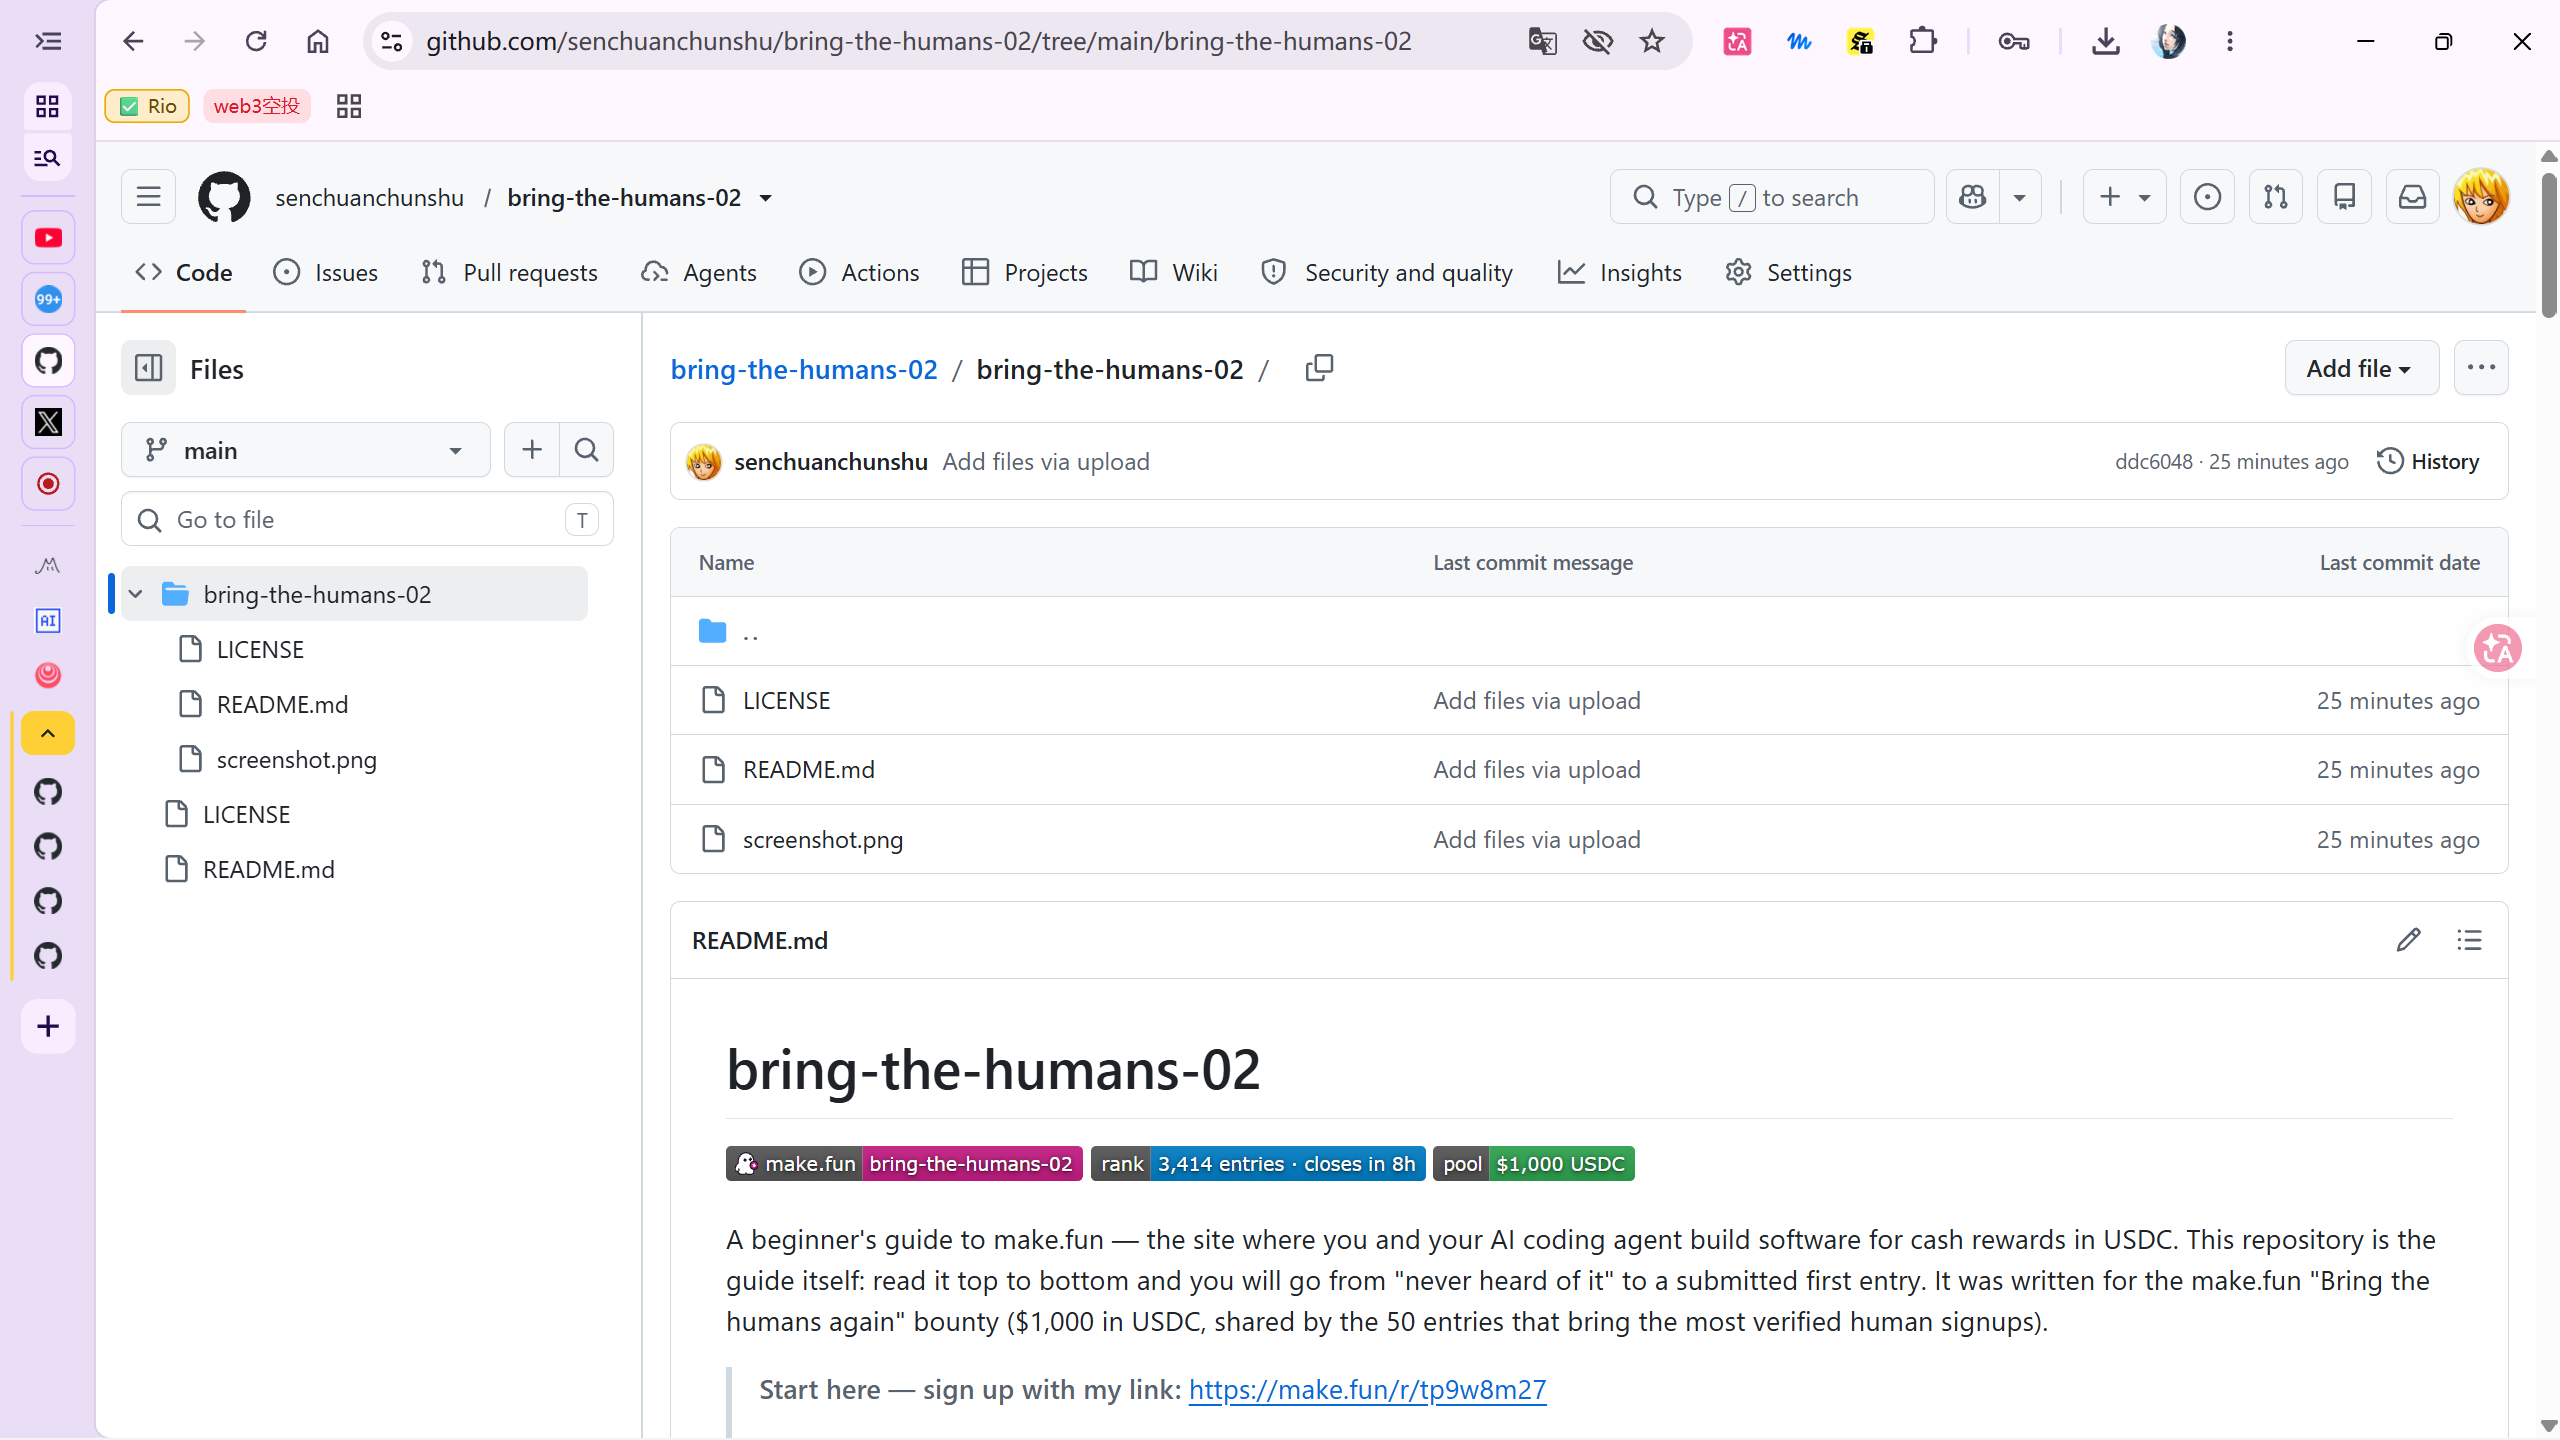 github.com/senchuanchunshu/bring-the-humans-02/tree/main/bring-the-humans-02
Rio
web3空投
99+
AI
senchuanchunshu / bring-the-humans-02
Type / to search
Code
Issues
Pull requests
Agents
Actions
Projects
Wiki
Security and quality
Insights
Settings
Files
main
Go to file
T
bring-the-humans-02
LICENSE
README.md
screenshot.png
LICENSE
README.md
bring-the-humans-02 / bring-the-humans-02 /
Add file
senchuanchunshu Add files via upload
ddc6048 · 25 minutes ago
History
Name Last commit message Last commit date
..
LICENSE Add files via upload 25 minutes ago
README.md Add files via upload 25 minutes ago
screenshot.png Add files via upload 25 minutes ago
README.md
bring-the-humans-02
make.fun bring-the-humans-02 rank 3,414 entries · closes in 8h pool $1,000 USDC
A beginner's guide to make.fun — the site where you and your AI coding agent build software for cash rewards in USDC. This repository is the
guide itself: read it top to bottom and you will go from "never heard of it" to a submitted first entry. It was written for the make.fun "Bring the
humans again" bounty ($1,000 in USDC, shared by the 50 entries that bring the most verified human signups).
Start here — sign up with my link: https://make.fun/r/tp9w8m27